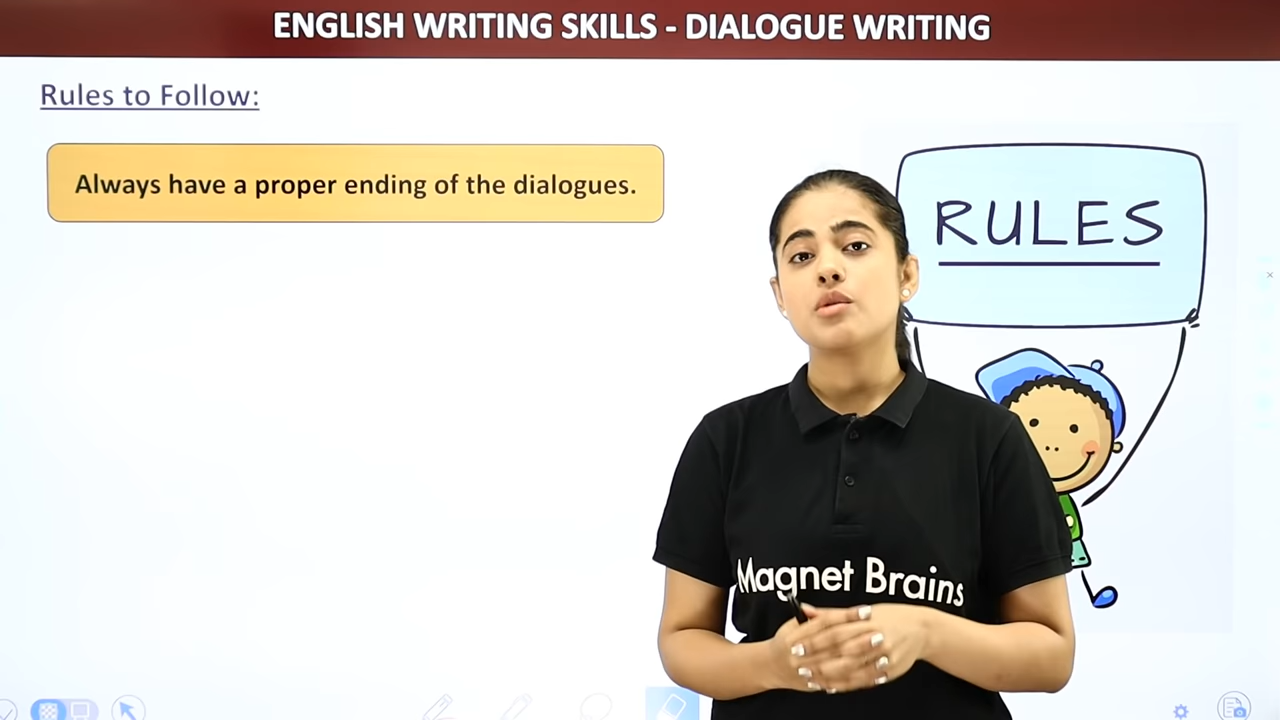 ENGLISH WRITING SKILLS - DIALOGUE WRITING
Rules to Follow:
Always have a proper ending of the dialogues.
RULES
Magnet Brains